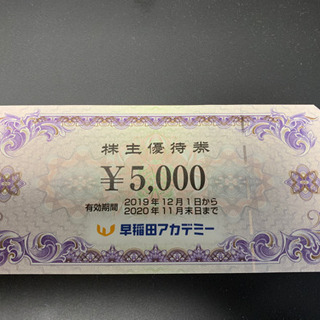 株主優待券
¥5,000
有効期間 2019年12月1日から
2020年11月末日まで
早稲田アカデミー